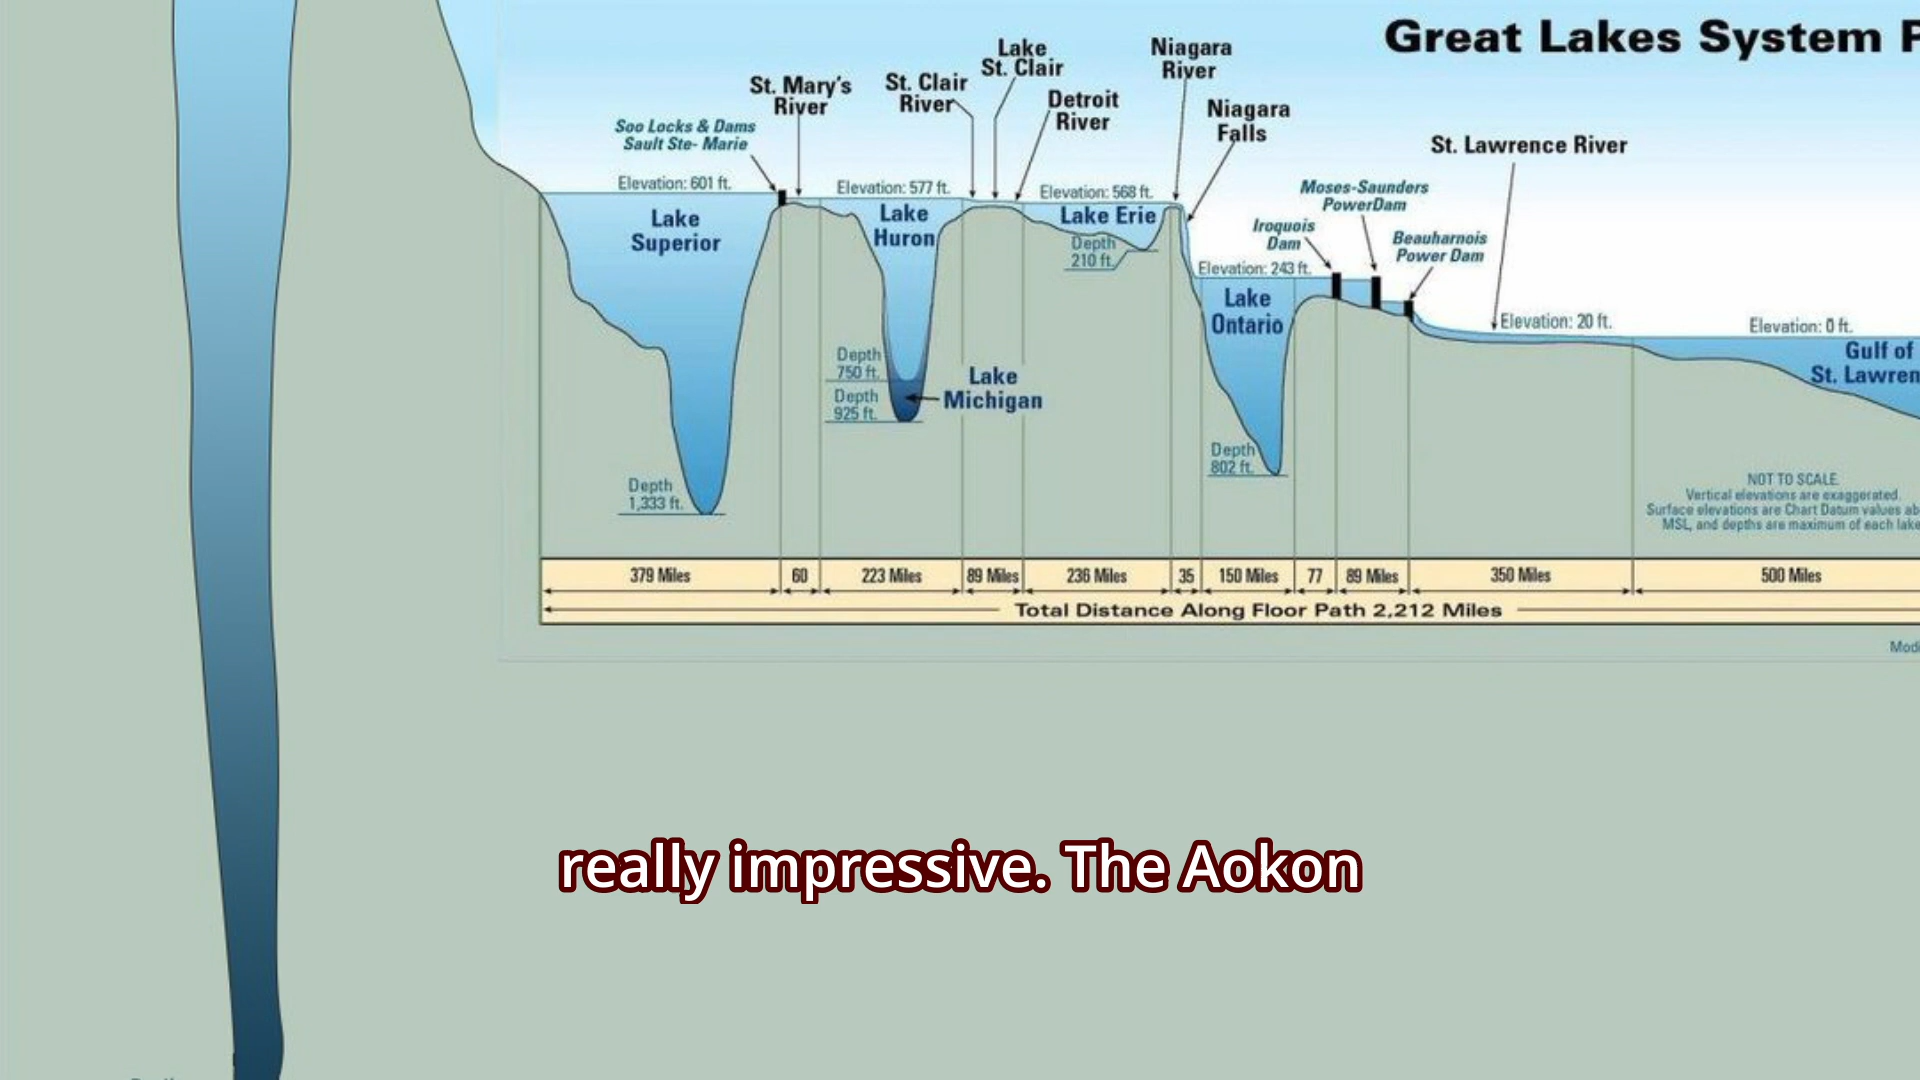 Great Lakes System P
Lake
St. Clair
Niagara
River
St. Mary's
River
St. Clair
River
Detroit
River
Niagara
Falls
Soo Locks & Dams
Sault Ste- Marie
St. Lawrence River
Elevation: 601 ft.
Elevation: 577 ft.
Elevation: 568 ft.
Moses-Saunders
PowerDam
Lake
Superior
Lake
Huron
Lake Erie
Iroquois
Dam
Beauharnois
Power Dam
Depth
210 ft.
Elevation: 243 ft.
Lake
Ontario
Elevation: 20 ft.
Elevation: 0 ft.
Gulf of
St. Lawren
Depth
750 ft.
Lake
Michigan
Depth
925 ft.
Depth
802 ft.
Depth
1,333 ft.
NOT TO SCALE.
Vertical elevations are exaggerated.
Surface elevations are Chart Datum values ab
MSL, and depths are maximum of each lake
379 Miles
60
223 Miles
89 Miles
236 Miles
35
150 Miles
77
89 Miles
350 Miles
500 Miles
Total Distance Along Floor Path 2,212 Miles
Modi
really impressive. The Aokon